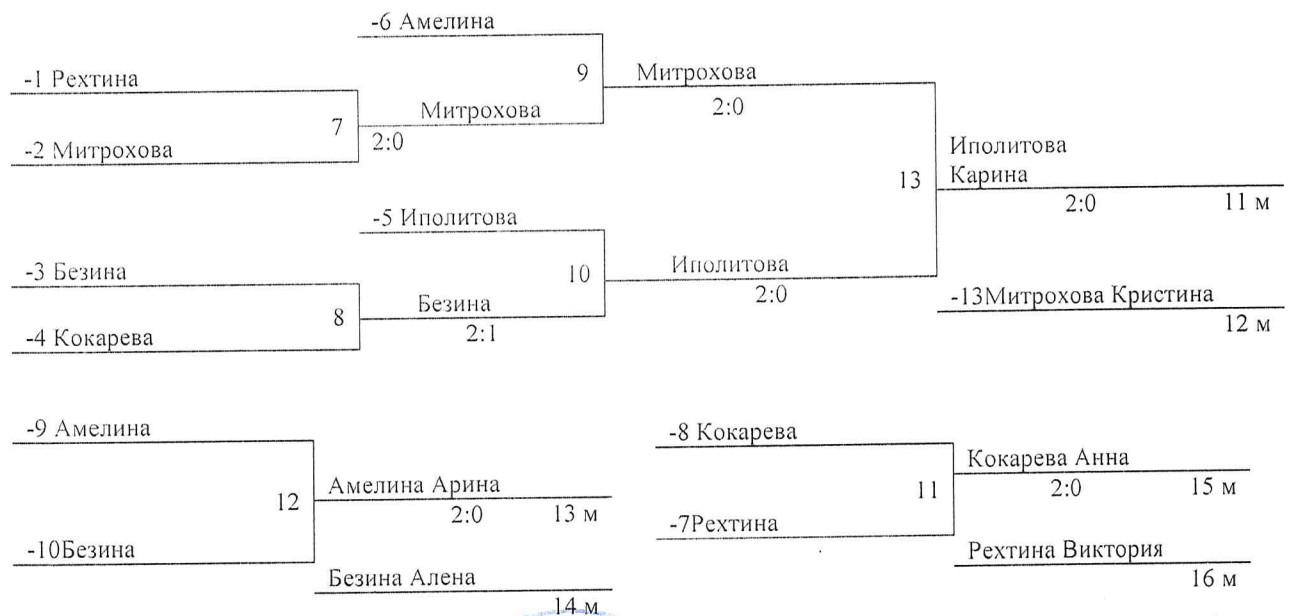 -6 Амелина
-1 Рехтина
9
Митрохова
2:0
7
Митрохова
2:0
-2 Митрохова
Иполитова
Карина
13
2:0
11 м
-5 Иполитова
-3 Безина
10
Иполитова
2:0
8
Безина
2:1
-4 Кокарева
-13Митрохова Кристина
12 м
-9 Амелина
12
Амелина Арина
2:0
13 м
-10Безина
Безина Алена
14 м
-8 Кокарева
11
Кокарева Анна
2:0
15 м
-7Рехтина
Рехтина Виктория
16 м